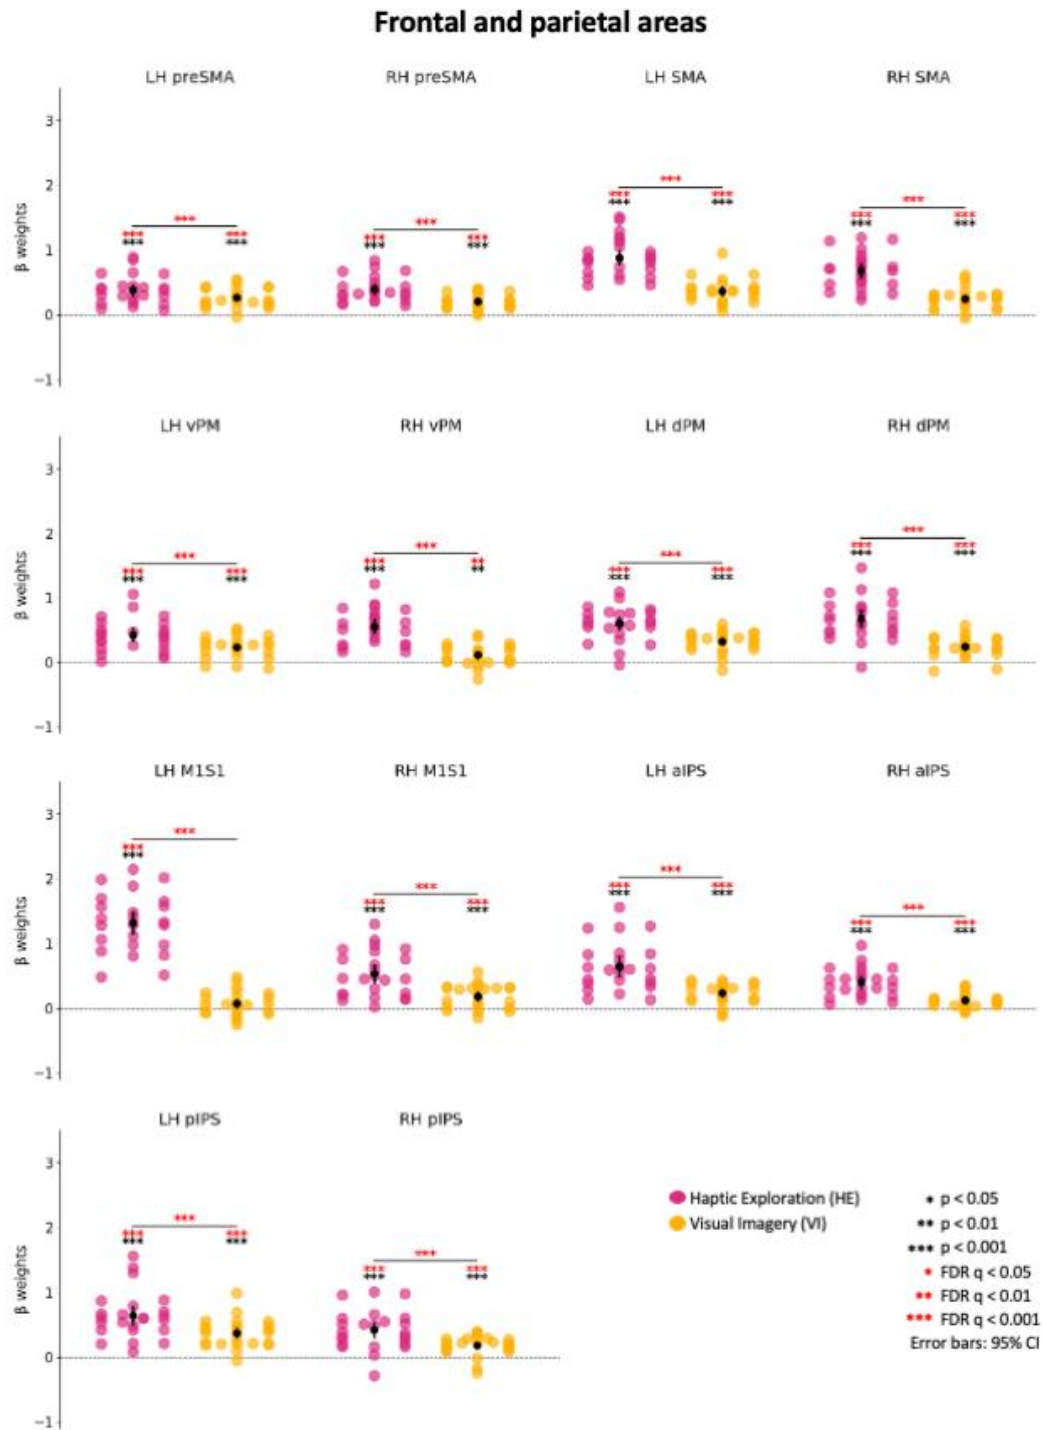 Frontal and parietal areas
LH preSMA RH preSMA LH SMA RH SMA
3
*** 
2
*** *** *** *** ***
*** *** *** *** *** *** *** ***
β weights
1
0
−1
LH vPM RH vPM LH dPM RH dPM
3
2
*** *** *** ***
*** *** *** ** *** *** *** ***
*** *** *** ** *** *** *** ***
β weights
1
0
−1
LH M1S1 RH M1S1 LH aIPS RH aIPS
3
*** *** *** ***
*** *** *** *** *** *** ***
*** *** *** *** *** *** ***
2
β weights
1
0
−1
LH pIPS RH pIPS
3
2
*** ***
*** *** *** ***
*** *** *** ***
β weights
1
0
−1
Haptic Exploration (HE)
Visual Imagery (VI)
* p < 0.05
** p < 0.01
*** p < 0.001
* FDR q < 0.05
** FDR q < 0.01
*** FDR q < 0.001
Error bars: 95% CI